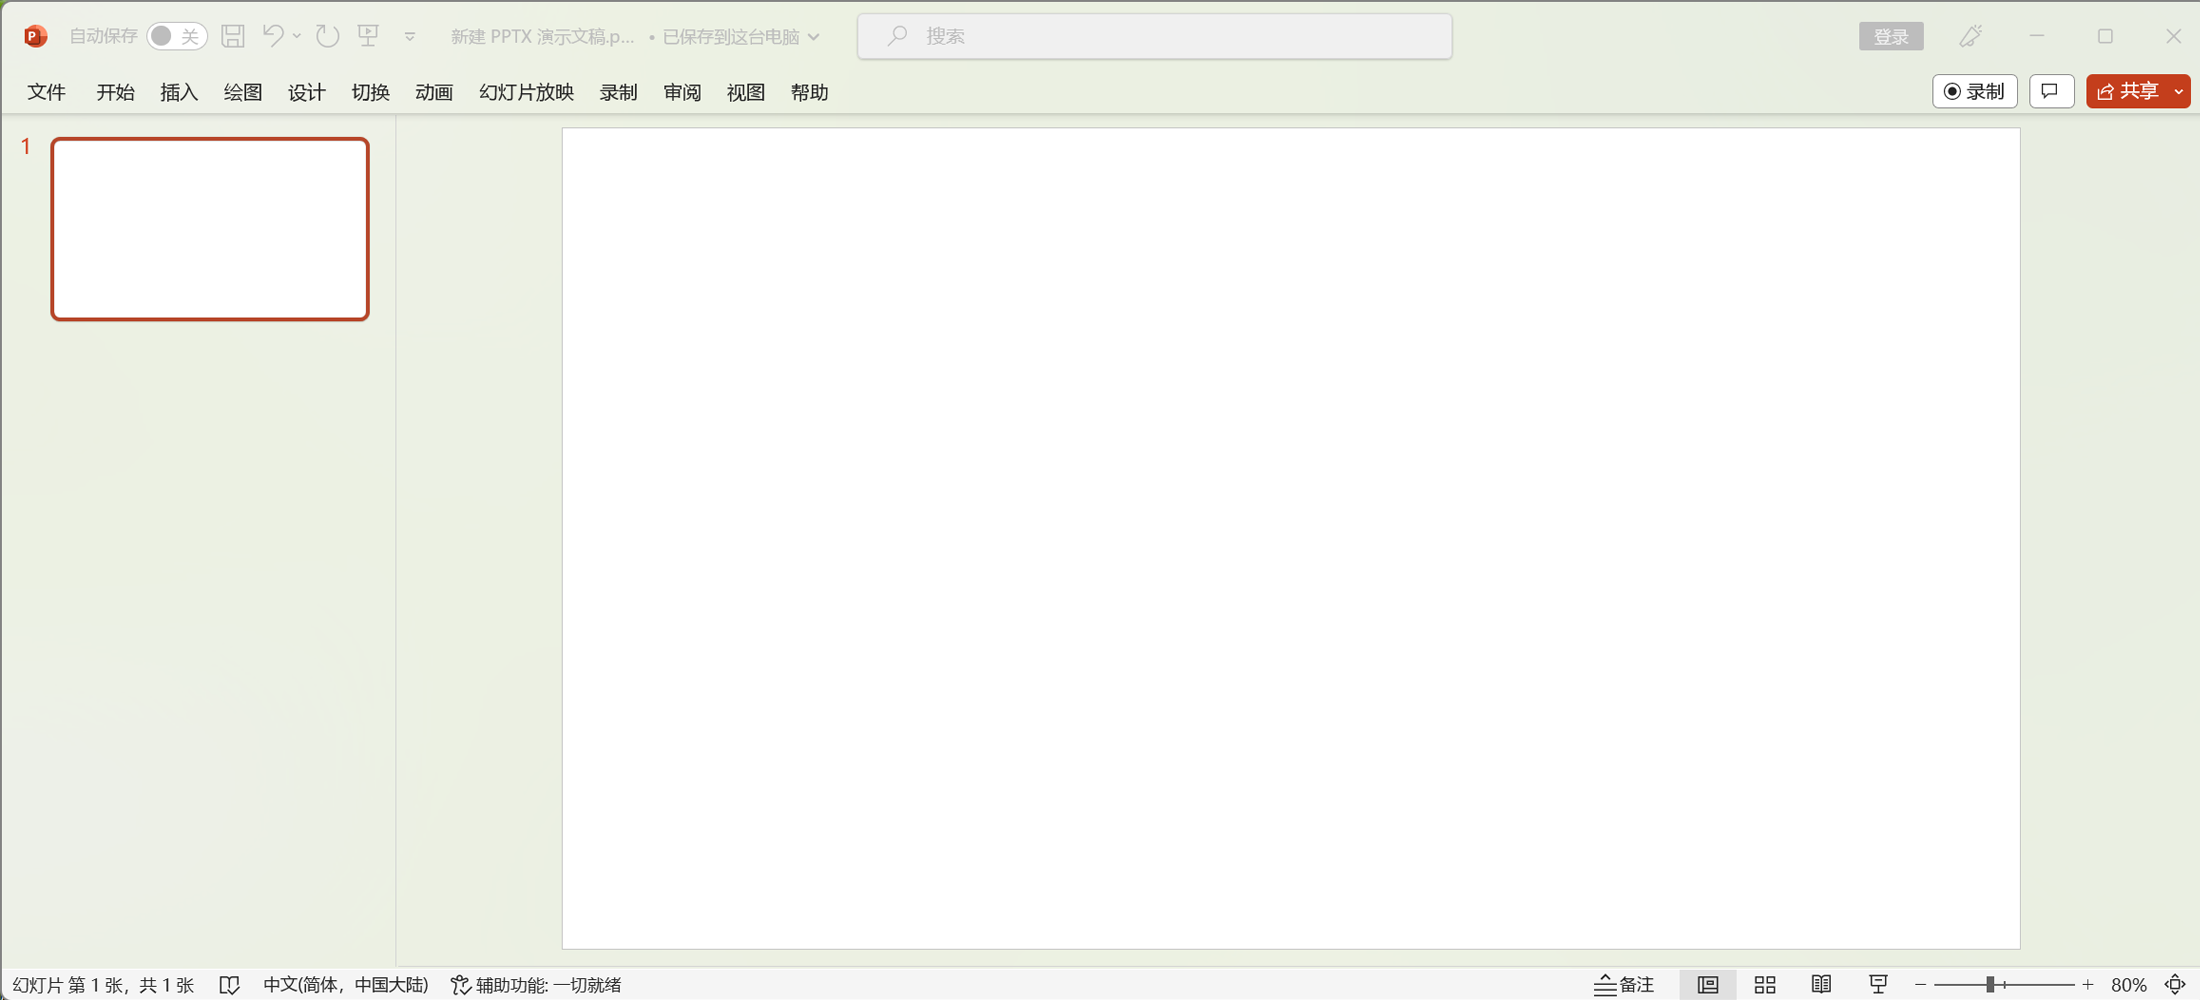 自动保存 关 新建 PPTX 演示文稿.p... • 已保存到这台电脑 搜索 登录
文件 开始 插入 绘图 设计 切换 动画 幻灯片放映 录制 审阅 视图 帮助 录制 共享
1
幻灯片 第 1 张，共 1 张 中文(简体，中国大陆) 辅助功能: 一切就绪 备注 80%